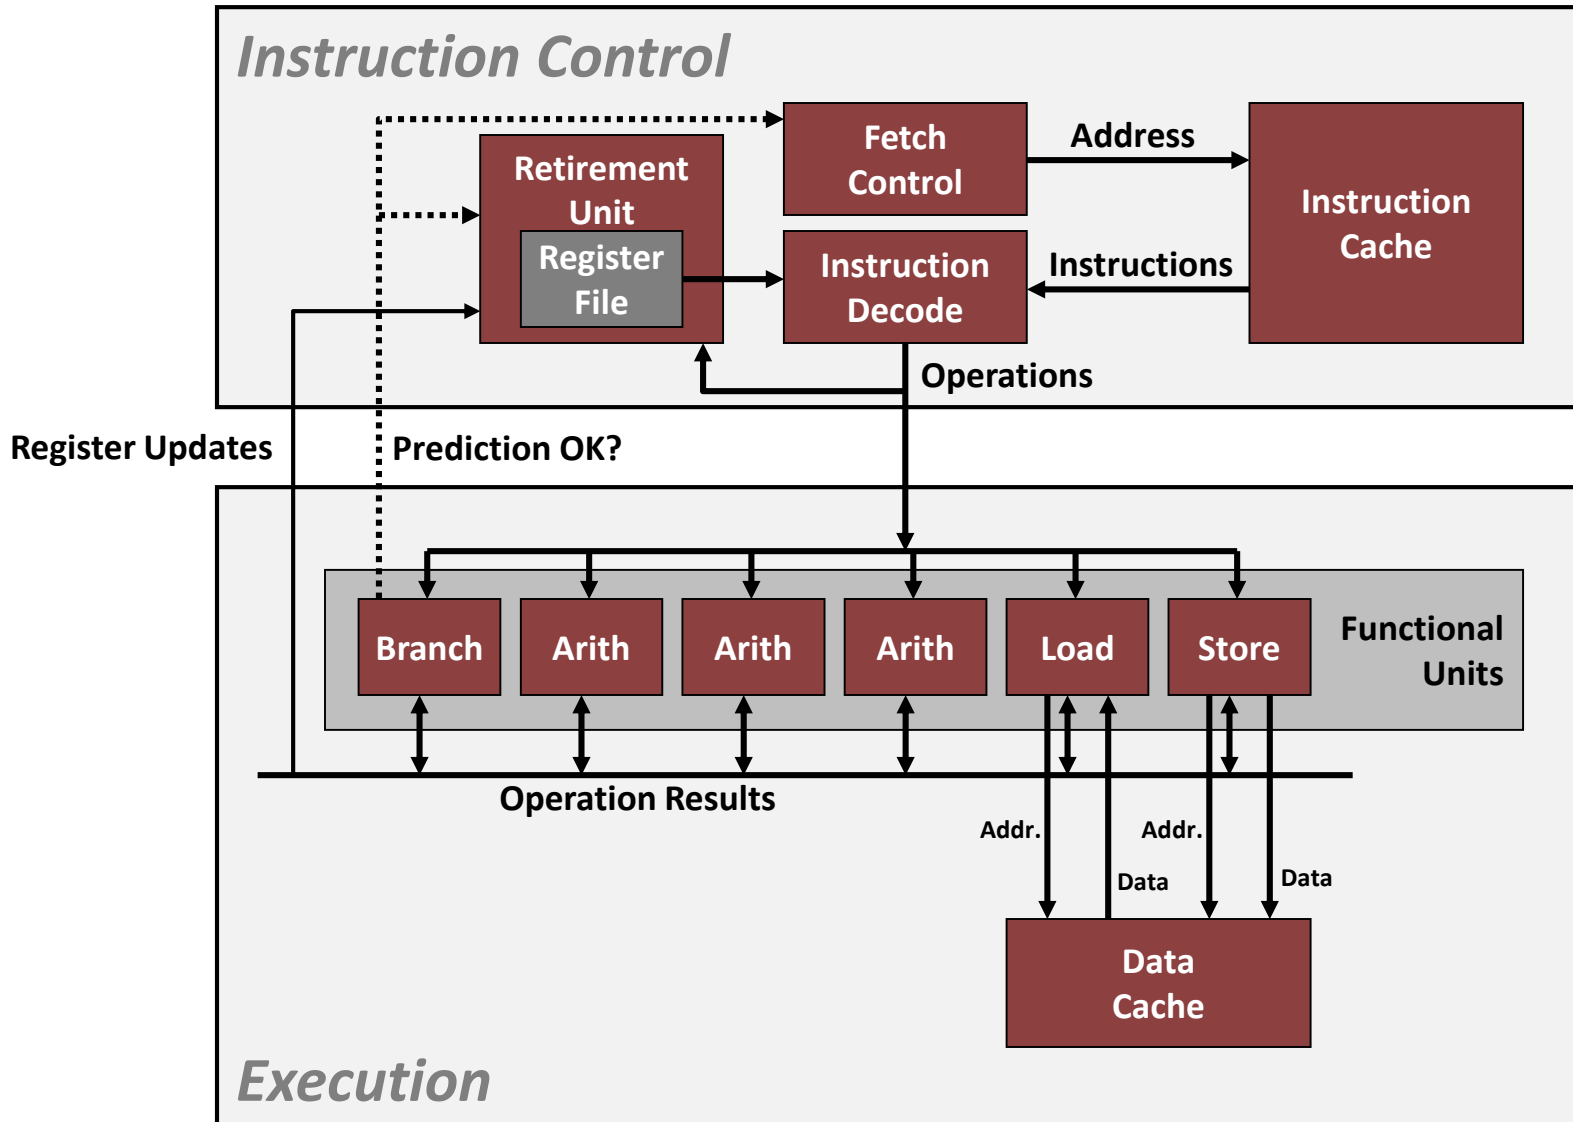 Instruction Control
Fetch
Control
Address
Instruction
Cache
Retirement
Unit
Register
File
Instruction
Decode
Instructions
Operations
Register Updates
Prediction OK?
Branch
Arith
Arith
Arith
Load
Store
Functional
Units
Operation Results
Addr.
Addr.
Data
Data
Data
Cache
Execution